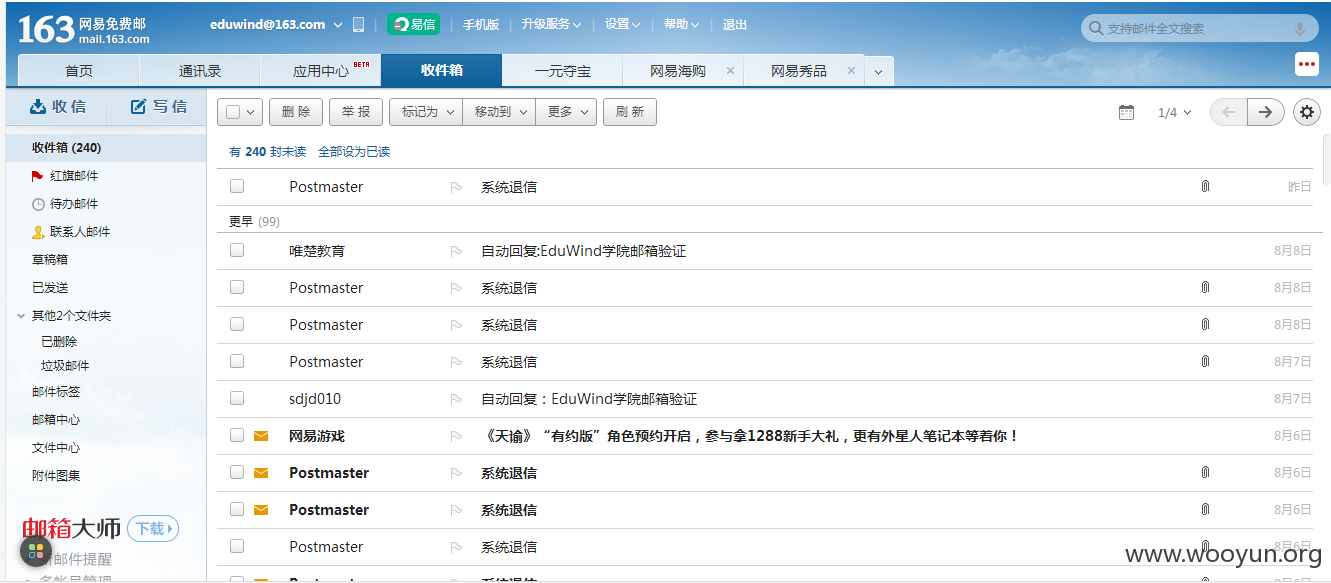 163 网易免费邮 mail.163.com eduwind@163.com 易信 手机版 升级服务 设置 帮助 退出 支持邮件全文搜索
首页 通讯录 应用中心 BETA 收件箱 一元夺宝 网易海购 × 网易秀品 ×
收信 写信 删除 举报 标记为 移动到 更多 刷新 1/4
收件箱 (240)
红旗邮件
待办邮件
联系人邮件
草稿箱
已发送
其他2个文件夹
已删除
垃圾邮件
邮件标签
邮箱中心
文件中心
附件图集
邮箱大师 下载
新邮件提醒
多帐号管理
有 240 封未读 全部设为已读
Postmaster 系统退信 昨日
更早 (99)
唯楚教育 自动回复:EduWind学院邮箱验证 8月8日
Postmaster 系统退信 8月8日
Postmaster 系统退信 8月8日
Postmaster 系统退信 8月7日
sdjd010 自动回复：EduWind学院邮箱验证 8月7日
网易游戏 《天谕》“有约版”角色预约开启，参与拿1288新手大礼，更有外星人笔记本等着你！ 8月6日
Postmaster 系统退信 8月6日
Postmaster 系统退信 8月6日
Postmaster 系统退信 8月6日
Postmaster 系统退信
www.wooyun.org